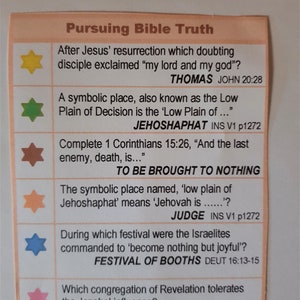 Pursuing Bible Truth
After Jesus' resurrection which doubting
disciple exclaimed “my lord and my god”?
THOMAS JOHN 20:28
A symbolic place, also known as the Low
Plain of Decision is the ‘Low Plain of ...”
JEHOSHAPHAT INS V1 p1272
Complete 1 Corinthians 15:26, “And the last
enemy, death, is...”
TO BE BROUGHT TO NOTHING
The symbolic place named, ‘low plain of
Jehoshaphat’ means ‘Jehovah is ......’?
JUDGE INS V1 p1272
During which festival were the Israelites
commanded to ‘become nothing but joyful’?
FESTIVAL OF BOOTHS DEUT 16:13-15
Which congregation of Revelation tolerates